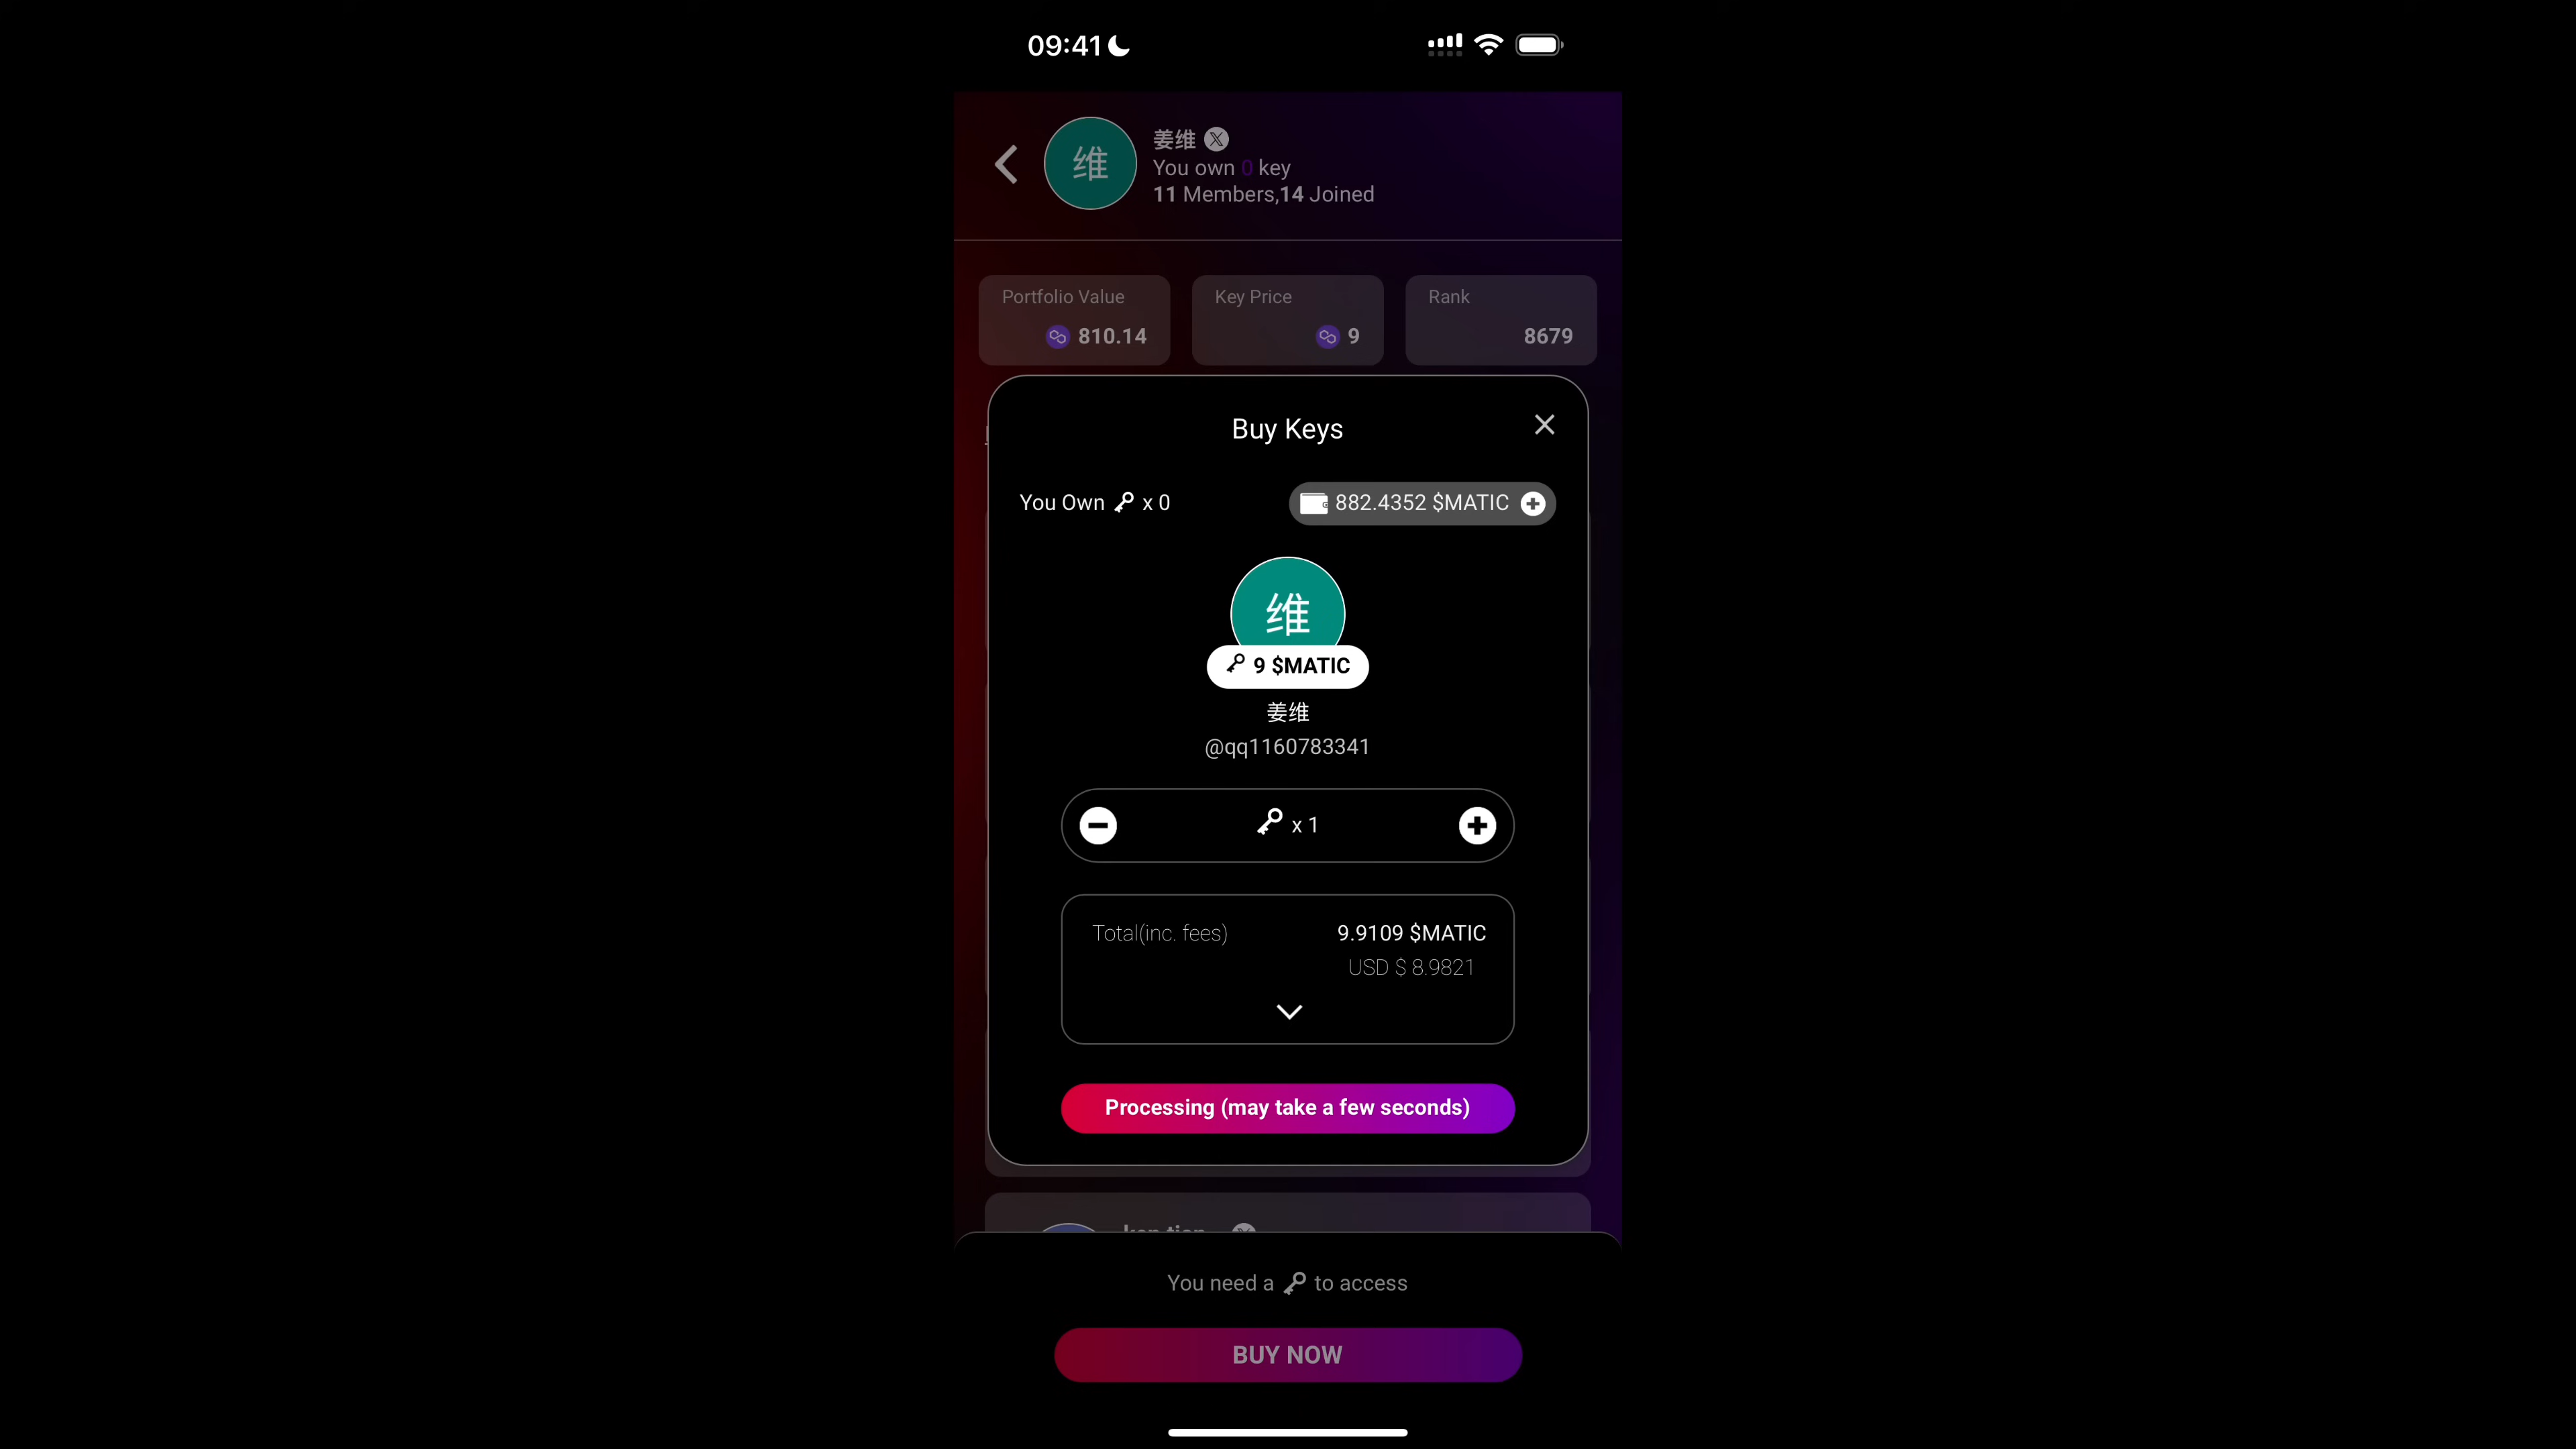 09:41
维
姜维
You own 0 key
11 Members,14 Joined
Portfolio Value
810.14
Key Price
9
Rank
8679
Buy Keys
You Own x 0
882.4352 $MATIC
维
9 $MATIC
姜维
@qq1160783341
x 1
Total(inc. fees)
9.9109 $MATIC
USD $ 8.9821
Processing (may take a few seconds)
You need a to access
BUY NOW